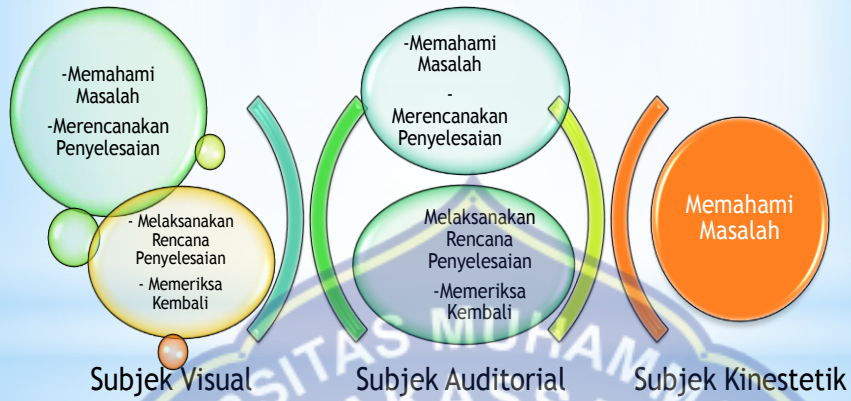 -Memahami
Masalah
-Merencanakan
Penyelesaian
- Melaksanakan
Rencana
Penyelesaian
- Memeriksa
Kembali
Subjek Visual
-Memahami
Masalah
-
Merencanakan
Penyelesaian
Melaksanakan
Rencana
Penyelesaian
-Memeriksa
Kembali
Subjek Auditorial
Memahami
Masalah
Subjek Kinestetik